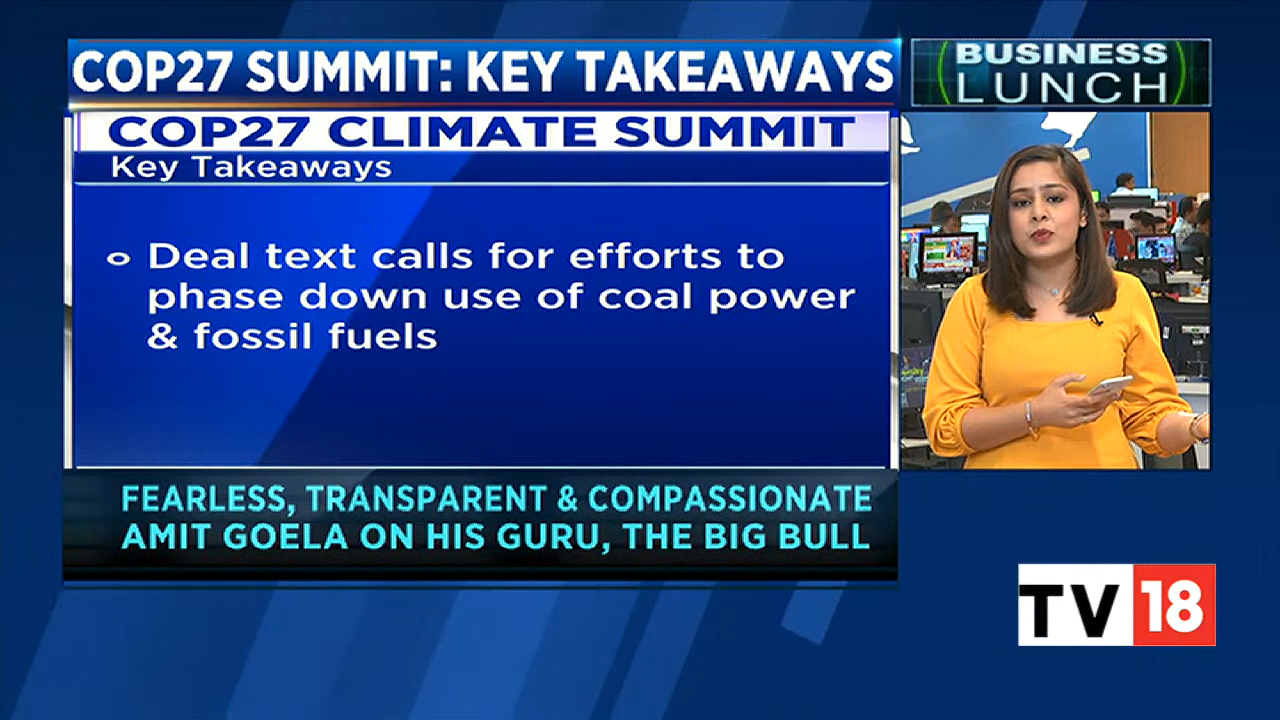 COP27 SUMMIT: KEY TAKEAWAYS
BUSINESS
LUNCH
COP27 CLIMATE SUMMIT
Key Takeaways
Deal text calls for efforts to
phase down use of coal power
& fossil fuels
FEARLESS, TRANSPARENT & COMPASSIONATE
AMIT GOELA ON HIS GURU, THE BIG BULL
TV18